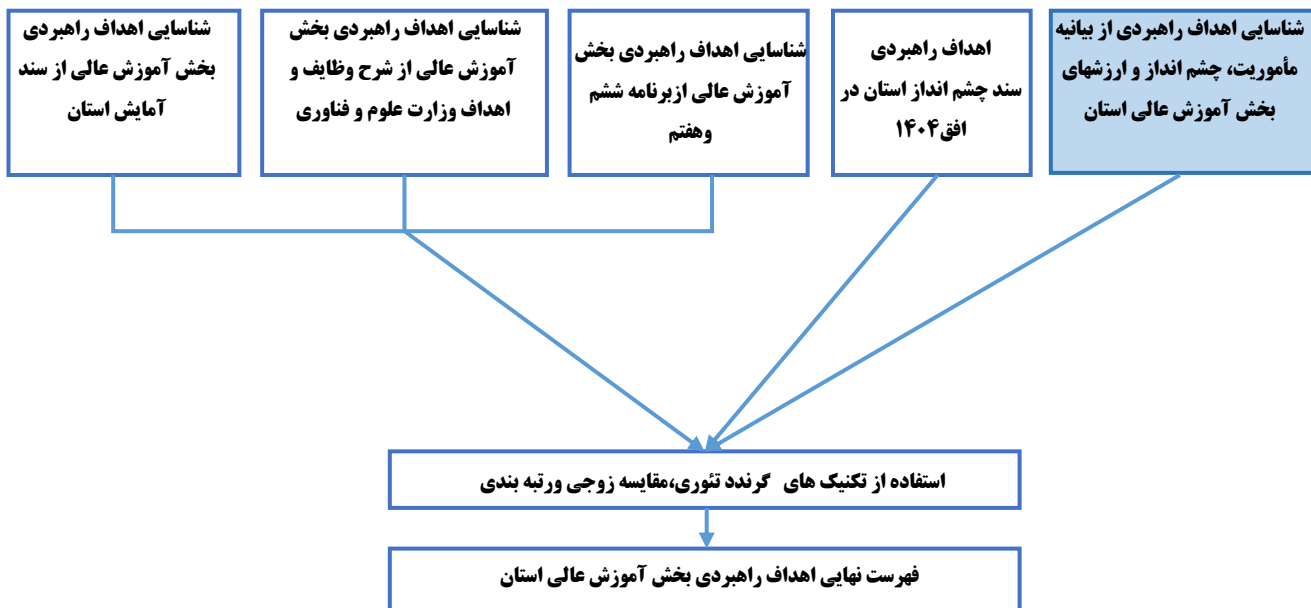 شناسایی اهداف راهبردی از بیانیه
مأموریت، چشم انداز و ارزشهای
بخش آموزش عالی استان
اهداف راهبردی
سند چشم انداز استان در
افق۱۴۰۴
شناسایی اهداف راهبردی بخش
آموزش عالی ازبرنامه ششم
وهفتم
شناسایی اهداف راهبردی بخش
آموزش عالی از شرح وظایف و
اهداف وزارت علوم و فناوری
شناسایی اهداف راهبردی
بخش آموزش عالی از سند
آمایش استان
استفاده از تکنیک های گرندد تئوری،مقایسه زوجی ورتبه بندی
فهرست نهایی اهداف راهبردی بخش آموزش عالی استان